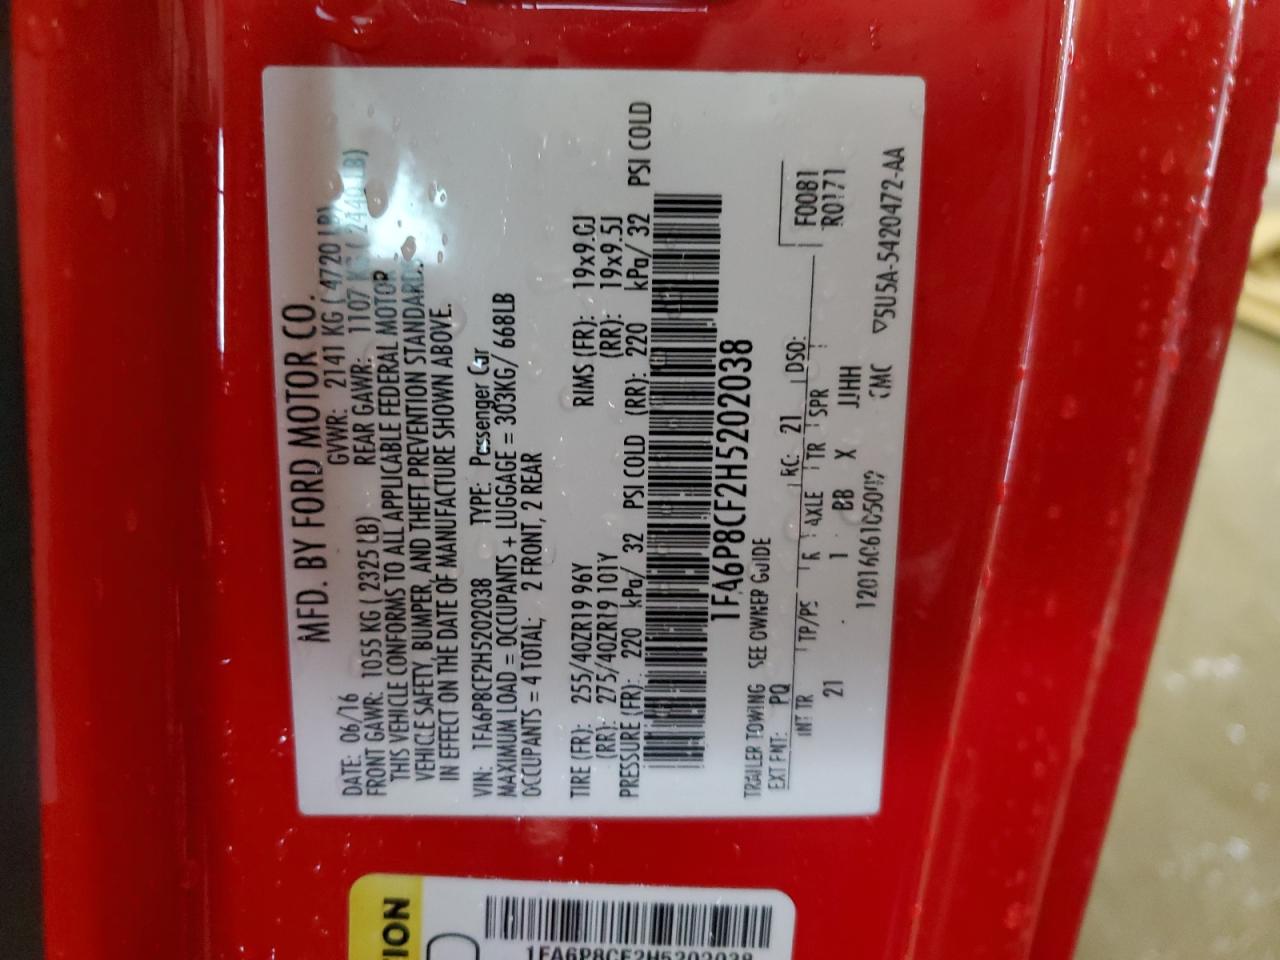 MFD. BY FORD MOTOR CO.
DATE: 06/16 GVWR: 2141 KG ( 4720 LB)
FRONT GAWR: 1055 KG ( 2325 LB) REAR GAWR: 1107 KG ( 2440 LB)
THIS VEHICLE CONFORMS TO ALL APPLICABLE FEDERAL MOTOR
VEHICLE SAFETY, BUMPER, AND THEFT PREVENTION STANDARDS
IN EFFECT ON THE DATE OF MANUFACTURE SHOWN ABOVE.
VIN: 1FA6P8CF2H5202038 TYPE: Passenger Car
MAXIMUM LOAD = OCCUPANTS + LUGGAGE = 303KG/ 668LB
OCCUPANTS = 4 TOTAL; 2 FRONT, 2 REAR
TIRE (FR): 255/40ZR19 96Y RIMS (FR): 19x9.0J
(RR): 275/40ZR19 101Y (RR): 19x9.5J
PRESSURE (FR): 220 kPa/ 32 PSI COLD (RR): 220 kPa/ 32 PSI COLD
1FA6P8CF2H5202038
TRAILER TOWING SEE OWNER GUIDE
EXT PNT: PQ RC: 21 DSO: F0081
INT TR TP/PS R AXLE TR SPR R0171
21 1 BB X JJHH
CMC ▽5U5A-5420472-AA
TION
1FA6P8CF2H5202038